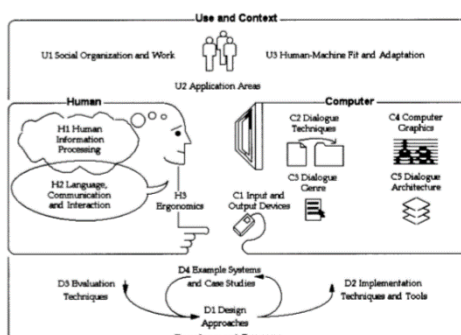 Use and Context
U1 Social Organization and Work
U3 Human-Machine Fit and Adaptation
U2 Application Areas
Human
Computer
H1 Human
Information
Processing
H2 Language,
Communication
and Interaction
H3
Ergonomics
C2 Dialogue
Techniques
C4 Computer
Graphics
Aa
C3 Dialogue
Genre
C1 Input and
Output Devices
C5 Dialogue
Architecture
D4 Example Systems
and Case Studies
D3 Evaluation
Techniques
D2 Implementation
Techniques and Tools
D1 Design
Approaches